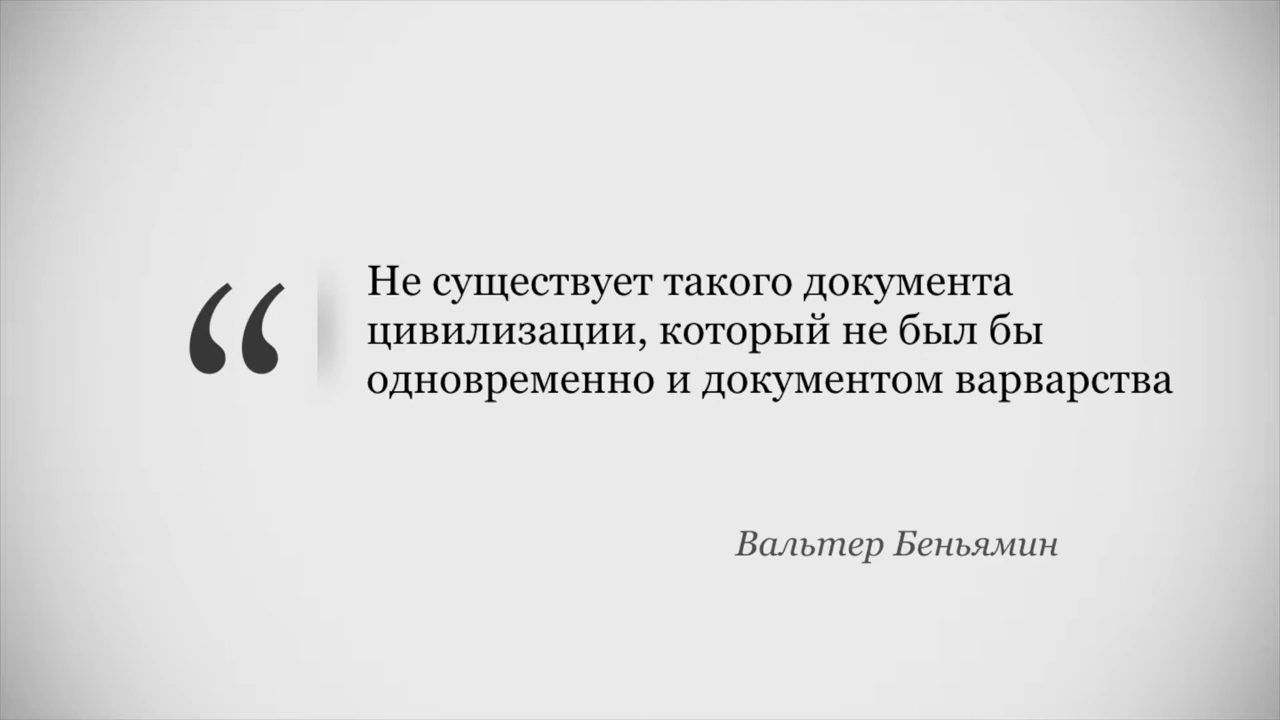 “
Не существует такого документа
цивилизации, который не был бы
одновременно и документом варварства
Вальтер Беньямин